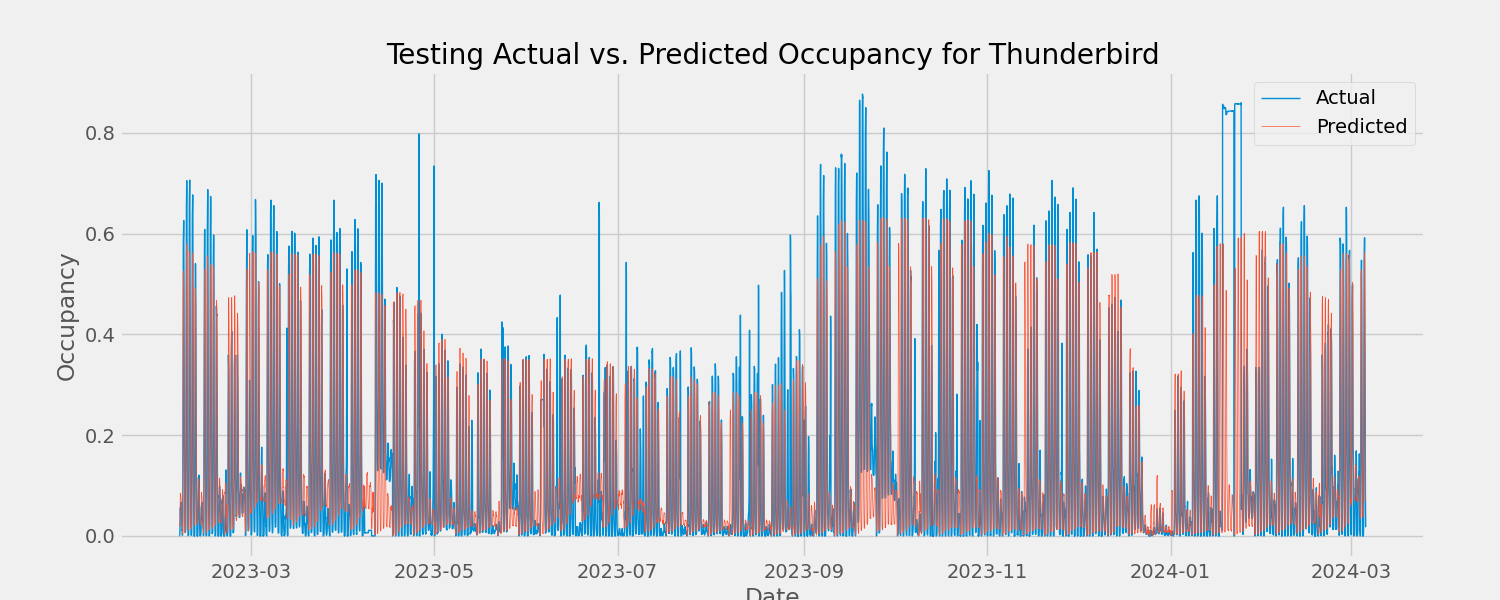 Testing Actual vs. Predicted Occupancy for Thunderbird
Actual
Predicted
Occupancy
0.8
0.6
0.4
0.2
0.0
2023-03 2023-05 2023-07 2023-09 2023-11 2024-01 2024-03
Date